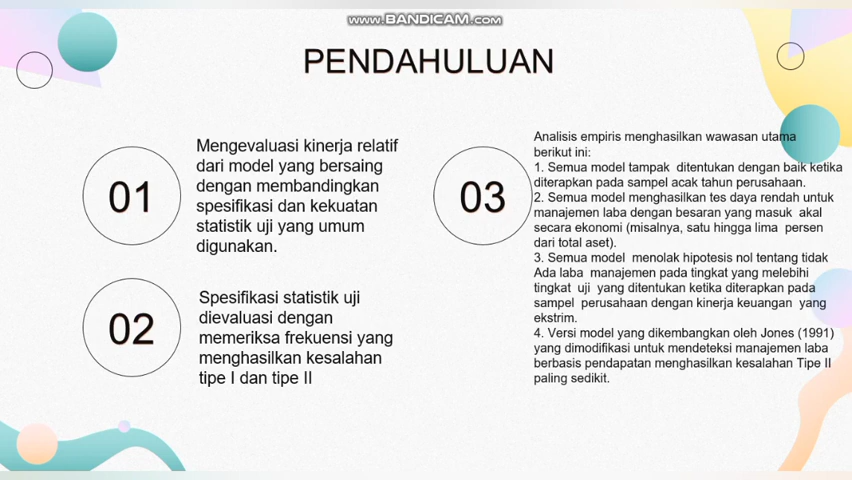 www.BANDICAM.com
PENDAHULUAN
01
Mengevaluasi kinerja relatif
dari model yang bersaing
dengan membandingkan
spesifikasi dan kekuatan
statistik uji yang umum
digunakan.
02
Spesifikasi statistik uji
dievaluasi dengan
memeriksa frekuensi yang
menghasilkan kesalahan
tipe I dan tipe II
03
Analisis empiris menghasilkan wawasan utama
berikut ini:
1. Semua model tampak ditentukan dengan baik ketika
diterapkan pada sampel acak tahun perusahaan.
2. Semua model menghasilkan tes daya rendah untuk
manajemen laba dengan besaran yang masuk akal
secara ekonomi (misalnya, satu hingga lima persen
dari total aset).
3. Semua model menolak hipotesis nol tentang tidak
Ada laba manajemen pada tingkat yang melebihi
tingkat uji yang ditentukan ketika diterapkan pada
sampel perusahaan dengan kinerja keuangan yang
ekstrim.
4. Versi model yang dikembangkan oleh Jones (1991)
yang dimodifikasi untuk mendeteksi manajemen laba
berbasis pendapatan menghasilkan kesalahan Tipe II
paling sedikit.